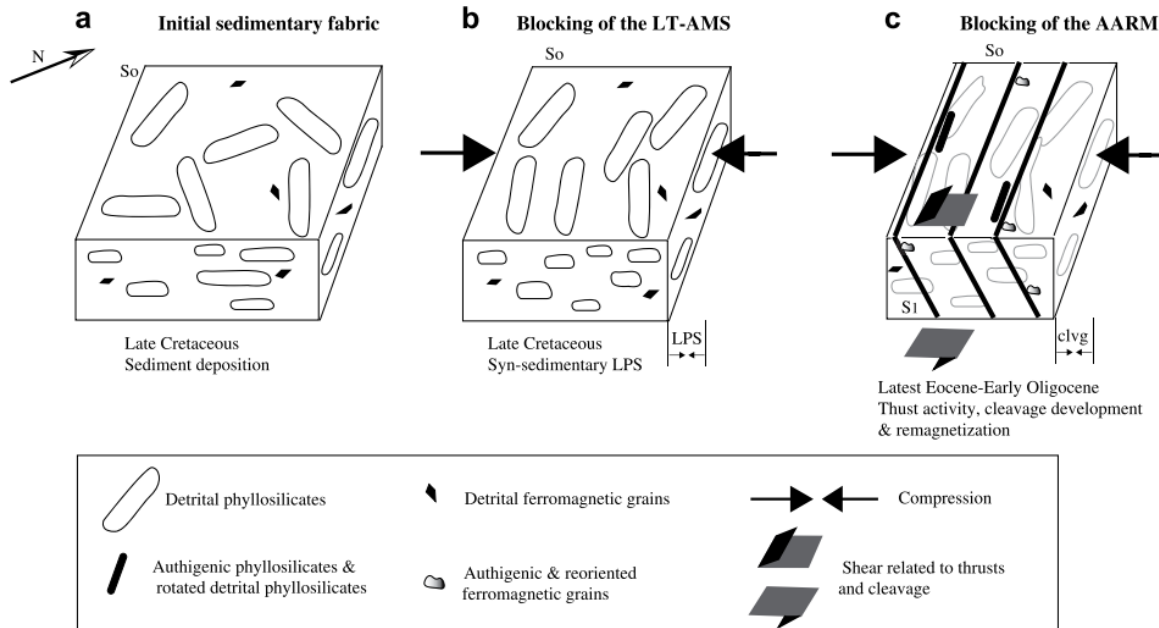 a Initial sedimentary fabric
b Blocking of the LT-AMS
c Blocking of the AARM
N
So
So
So
S1
LPS
clvg
Late Cretaceous
Sediment deposition
Late Cretaceous
Syn-sedimentary LPS
Latest Eocene-Early Oligocene
Thust activity, cleavage development
& remagnetization
Detrital phyllosilicates
Detrital ferromagnetic grains
Compression
Authigenic phyllosilicates &
rotated detrital phyllosilicates
Authigenic & reoriented
ferromagnetic grains
Shear related to thrusts
and cleavage